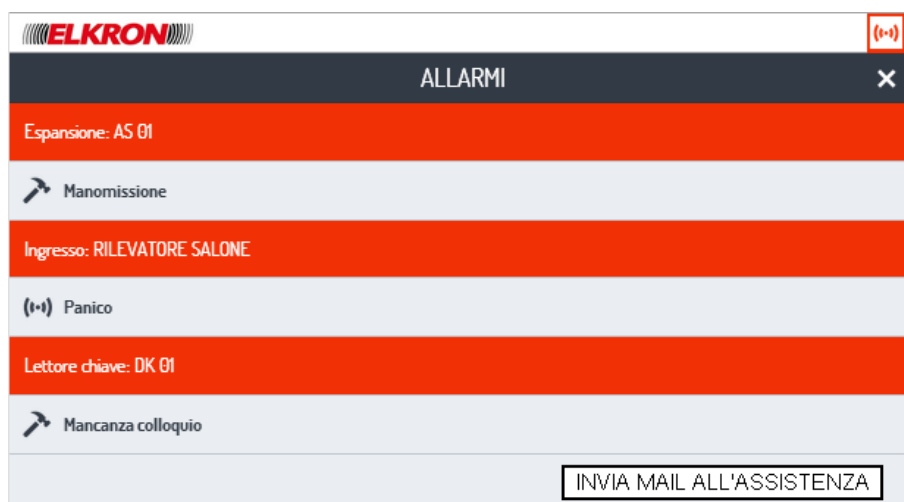 ELKRON
ALLARMI
Espansione: AS 01
Manomissione
Ingresso: RILEVATORE SALONE
Panico
Lettore chiave: DK 01
Mancanza colloquio
INVIA MAIL ALL'ASSISTENZA